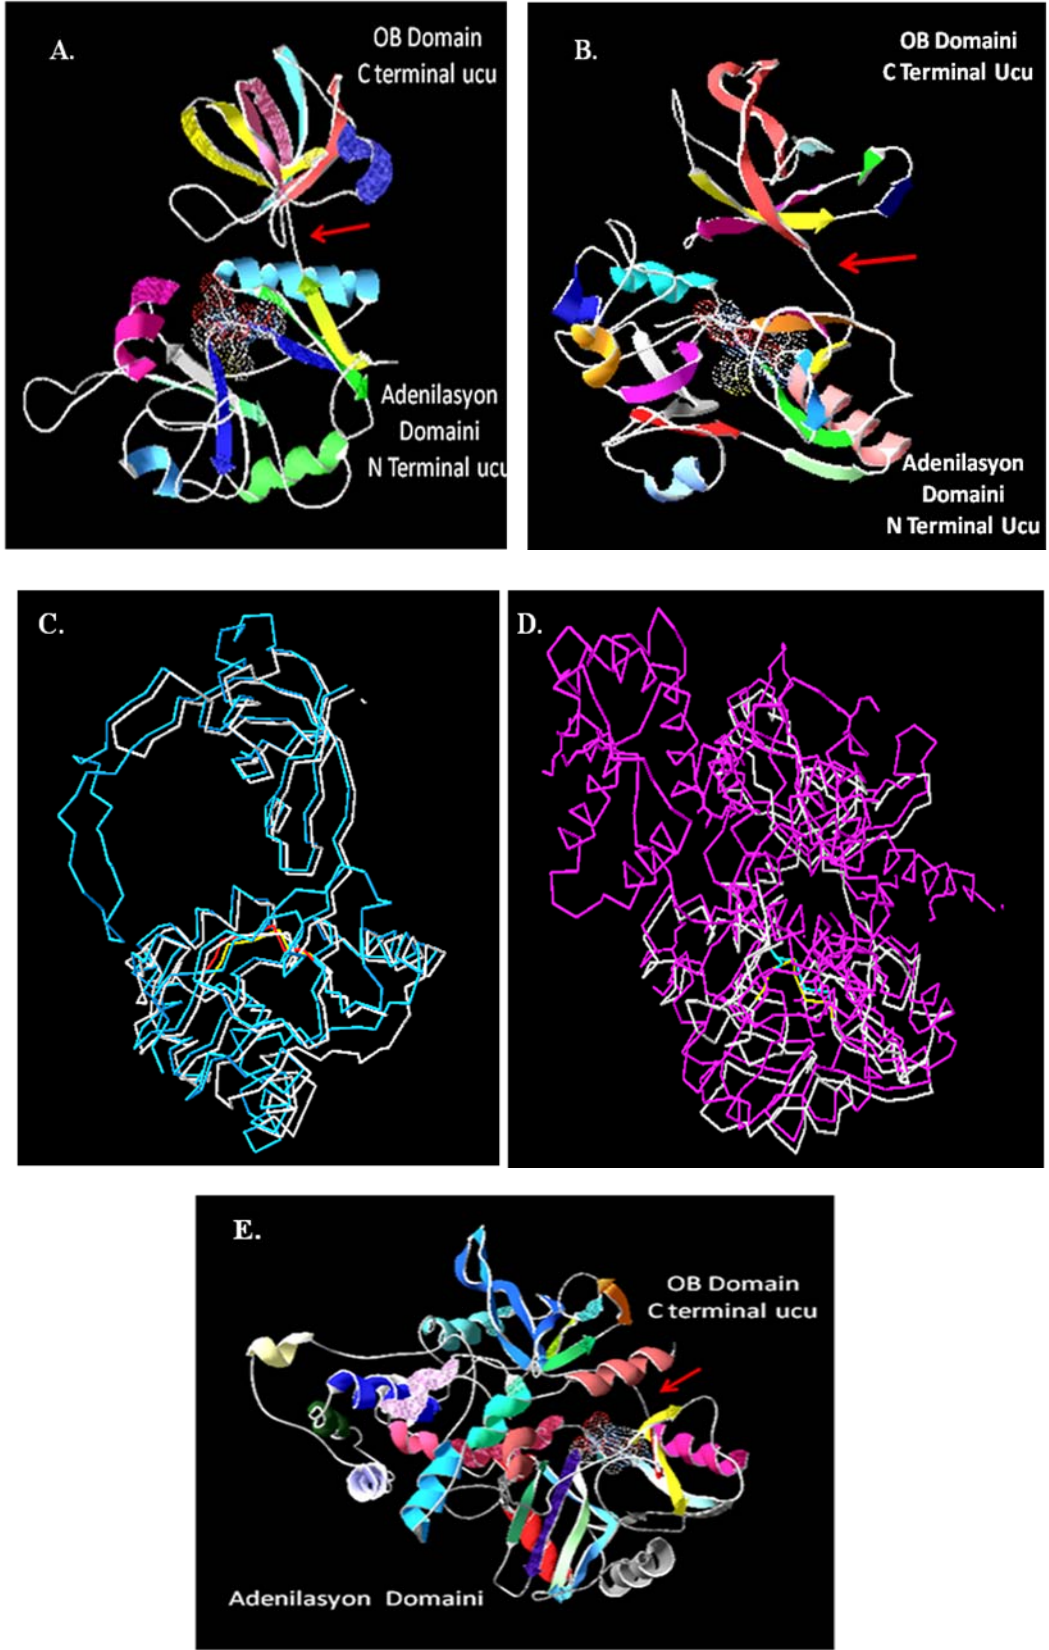 A.
OB Domain
C terminal ucu
Adenilasyon
Domaini
N Terminal ucu
B.
OB Domaini
C Terminal Ucu
Adenilasyon
Domaini
N Terminal Ucu
C.
D.
E.
OB Domain
C terminal ucu
Adenilasyon Domaini